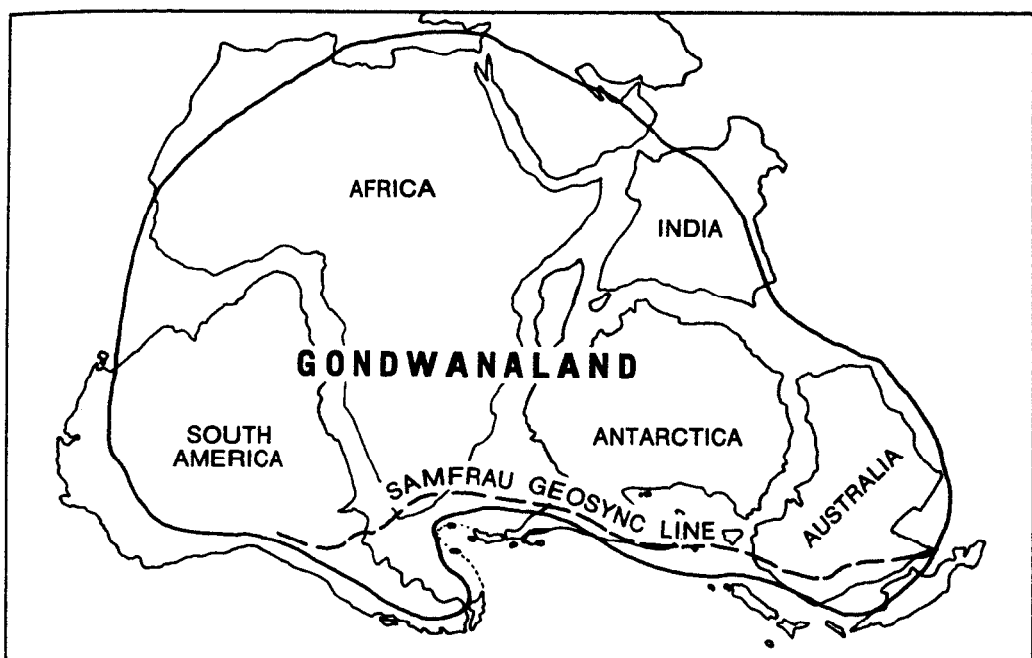 AFRICA
INDIA
GONDWANALAND
SOUTH
AMERICA
ANTARCTICA
SAMFRAU GEOSYNC LINE
AUSTRALIA